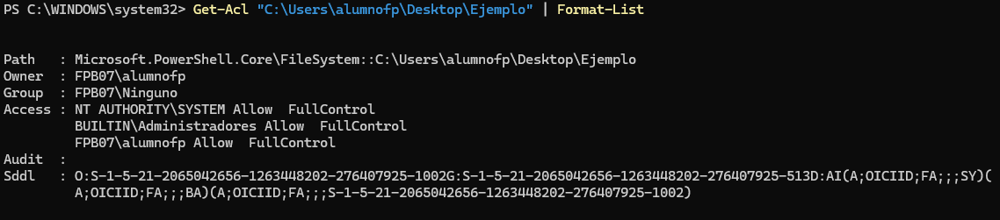 PS C:\WINDOWS\system32> Get-Acl "C:\Users\alumnofp\Desktop\Ejemplo" | Format-List
Path   : Microsoft.PowerShell.Core\FileSystem::C:\Users\alumnofp\Desktop\Ejemplo
Owner  : FPB07\alumnofp
Group  : FPB07\Ninguno
Access : NT AUTHORITY\SYSTEM Allow  FullControl
         BUILTIN\Administradores Allow  FullControl
         FPB07\alumnofp Allow  FullControl
Audit  :
Sddl   : O:S-1-5-21-2065042656-1263448202-276407925-1002G:S-1-5-21-2065042656-1263448202-276407925-513D:AI(A;OICIID;FA;;;SY)(
         A;OICIID;FA;;;BA)(A;OICIID;FA;;;S-1-5-21-2065042656-1263448202-276407925-1002)